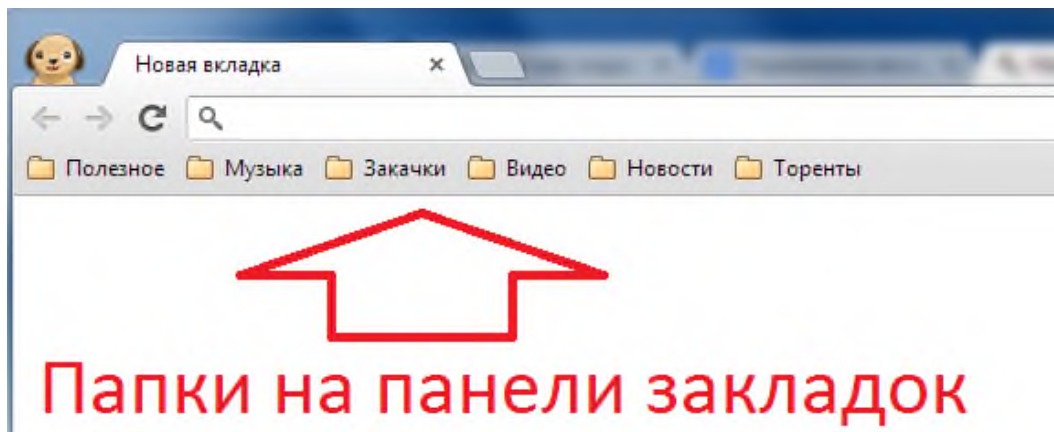 Новая вкладка
Полезное Музыка Закачки Видео Новости Торенты
Папки на панели закладок